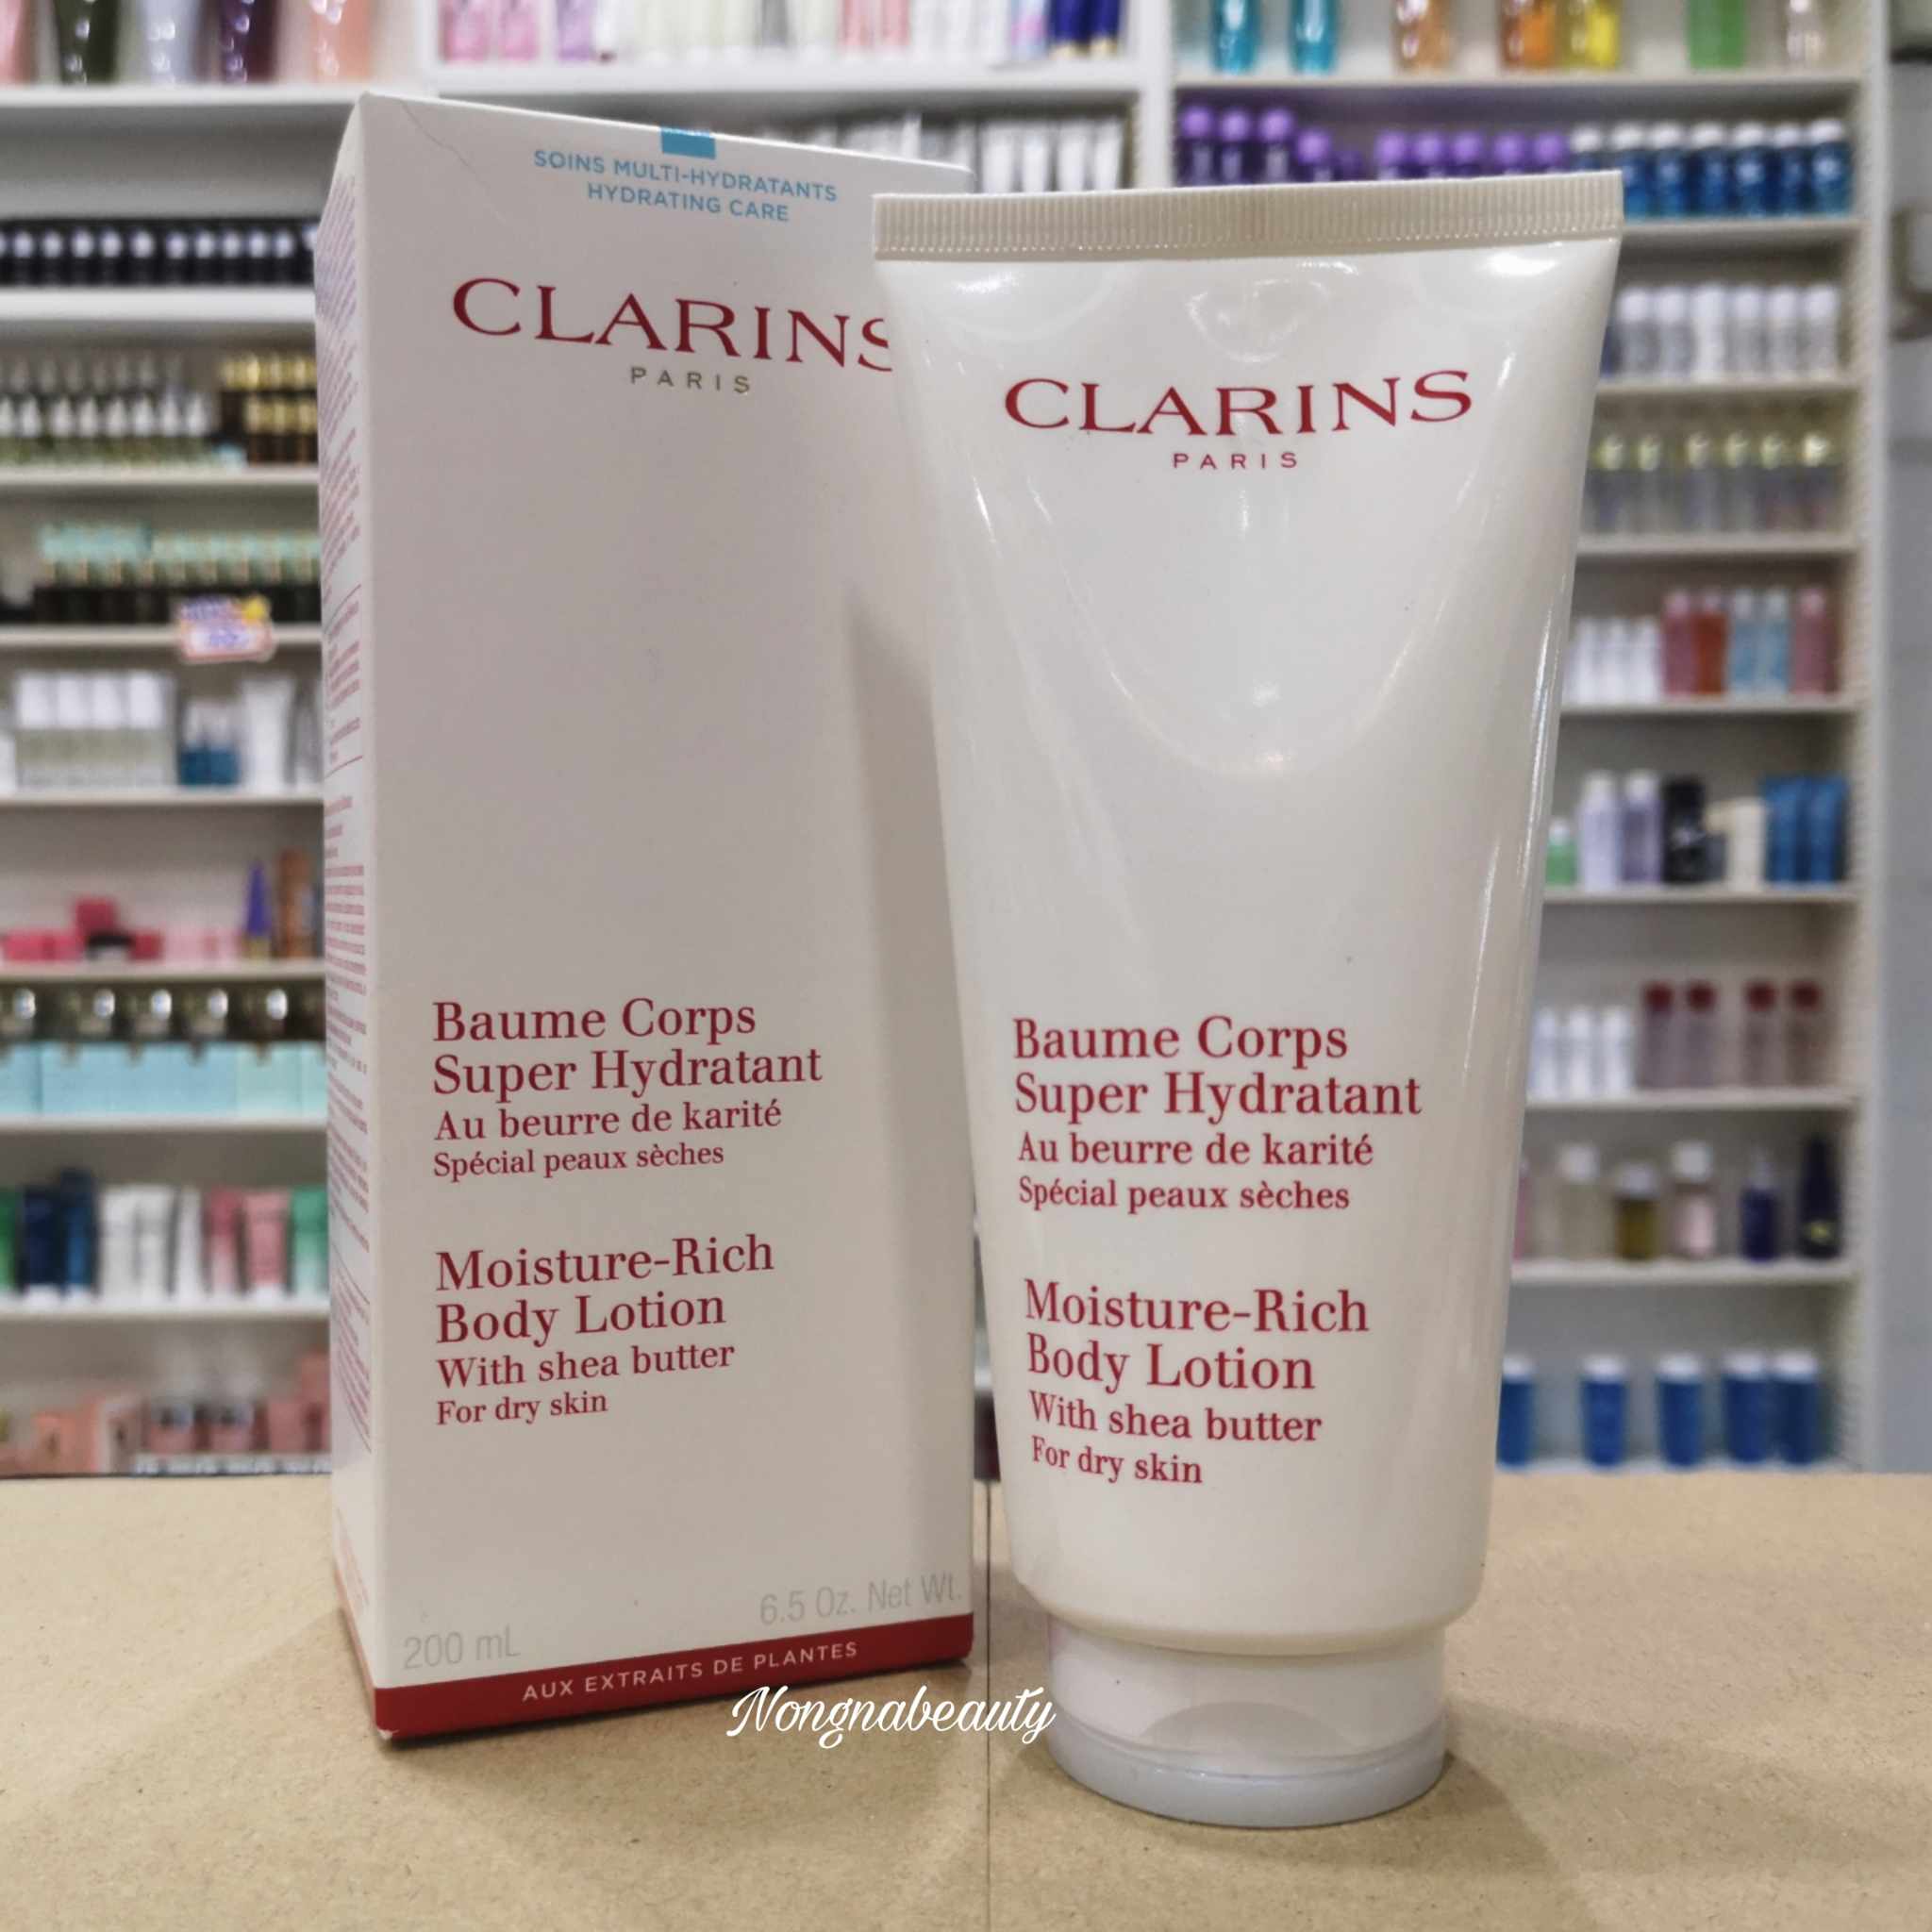 SOINS MULTI-HYDRATANTS
HYDRATING CARE
CLARINS
PARIS
Baume Corps
Super Hydratant
Au beurre de karité
Spécial peaux sèches
Moisture-Rich
Body Lotion
With shea butter
For dry skin
200 mL
6.5 Oz. Net Wt.
AUX EXTRAITS DE PLANTES
CLARINS
PARIS
Baume Corps
Super Hydratant
Au beurre de karité
Spécial peaux sèches
Moisture-Rich
Body Lotion
With shea butter
For dry skin
Nongnabeauty